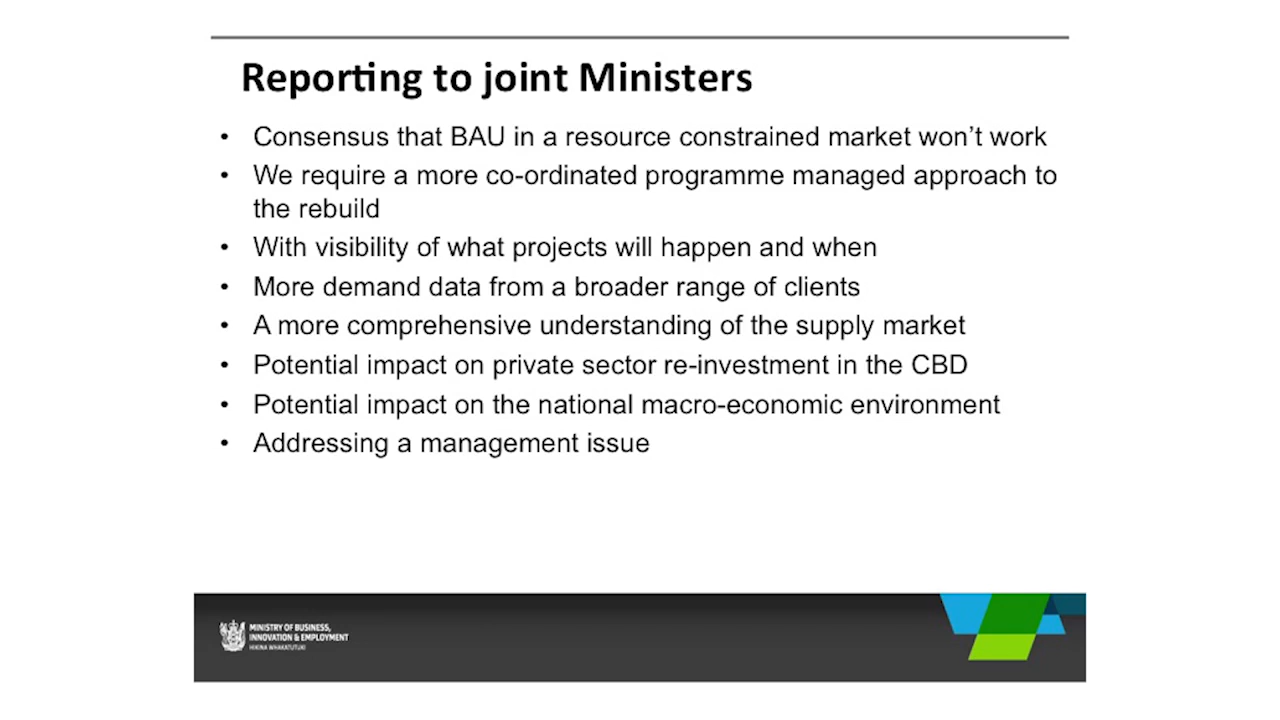 Reporting to joint Ministers
• Consensus that BAU in a resource constrained market won’t work
• We require a more co-ordinated programme managed approach to
the rebuild
• With visibility of what projects will happen and when
• More demand data from a broader range of clients
• A more comprehensive understanding of the supply market
• Potential impact on private sector re-investment in the CBD
• Potential impact on the national macro-economic environment
• Addressing a management issue
MINISTRY OF BUSINESS,
INNOVATION & EMPLOYMENT
HIKINA WHAKATUTUKI